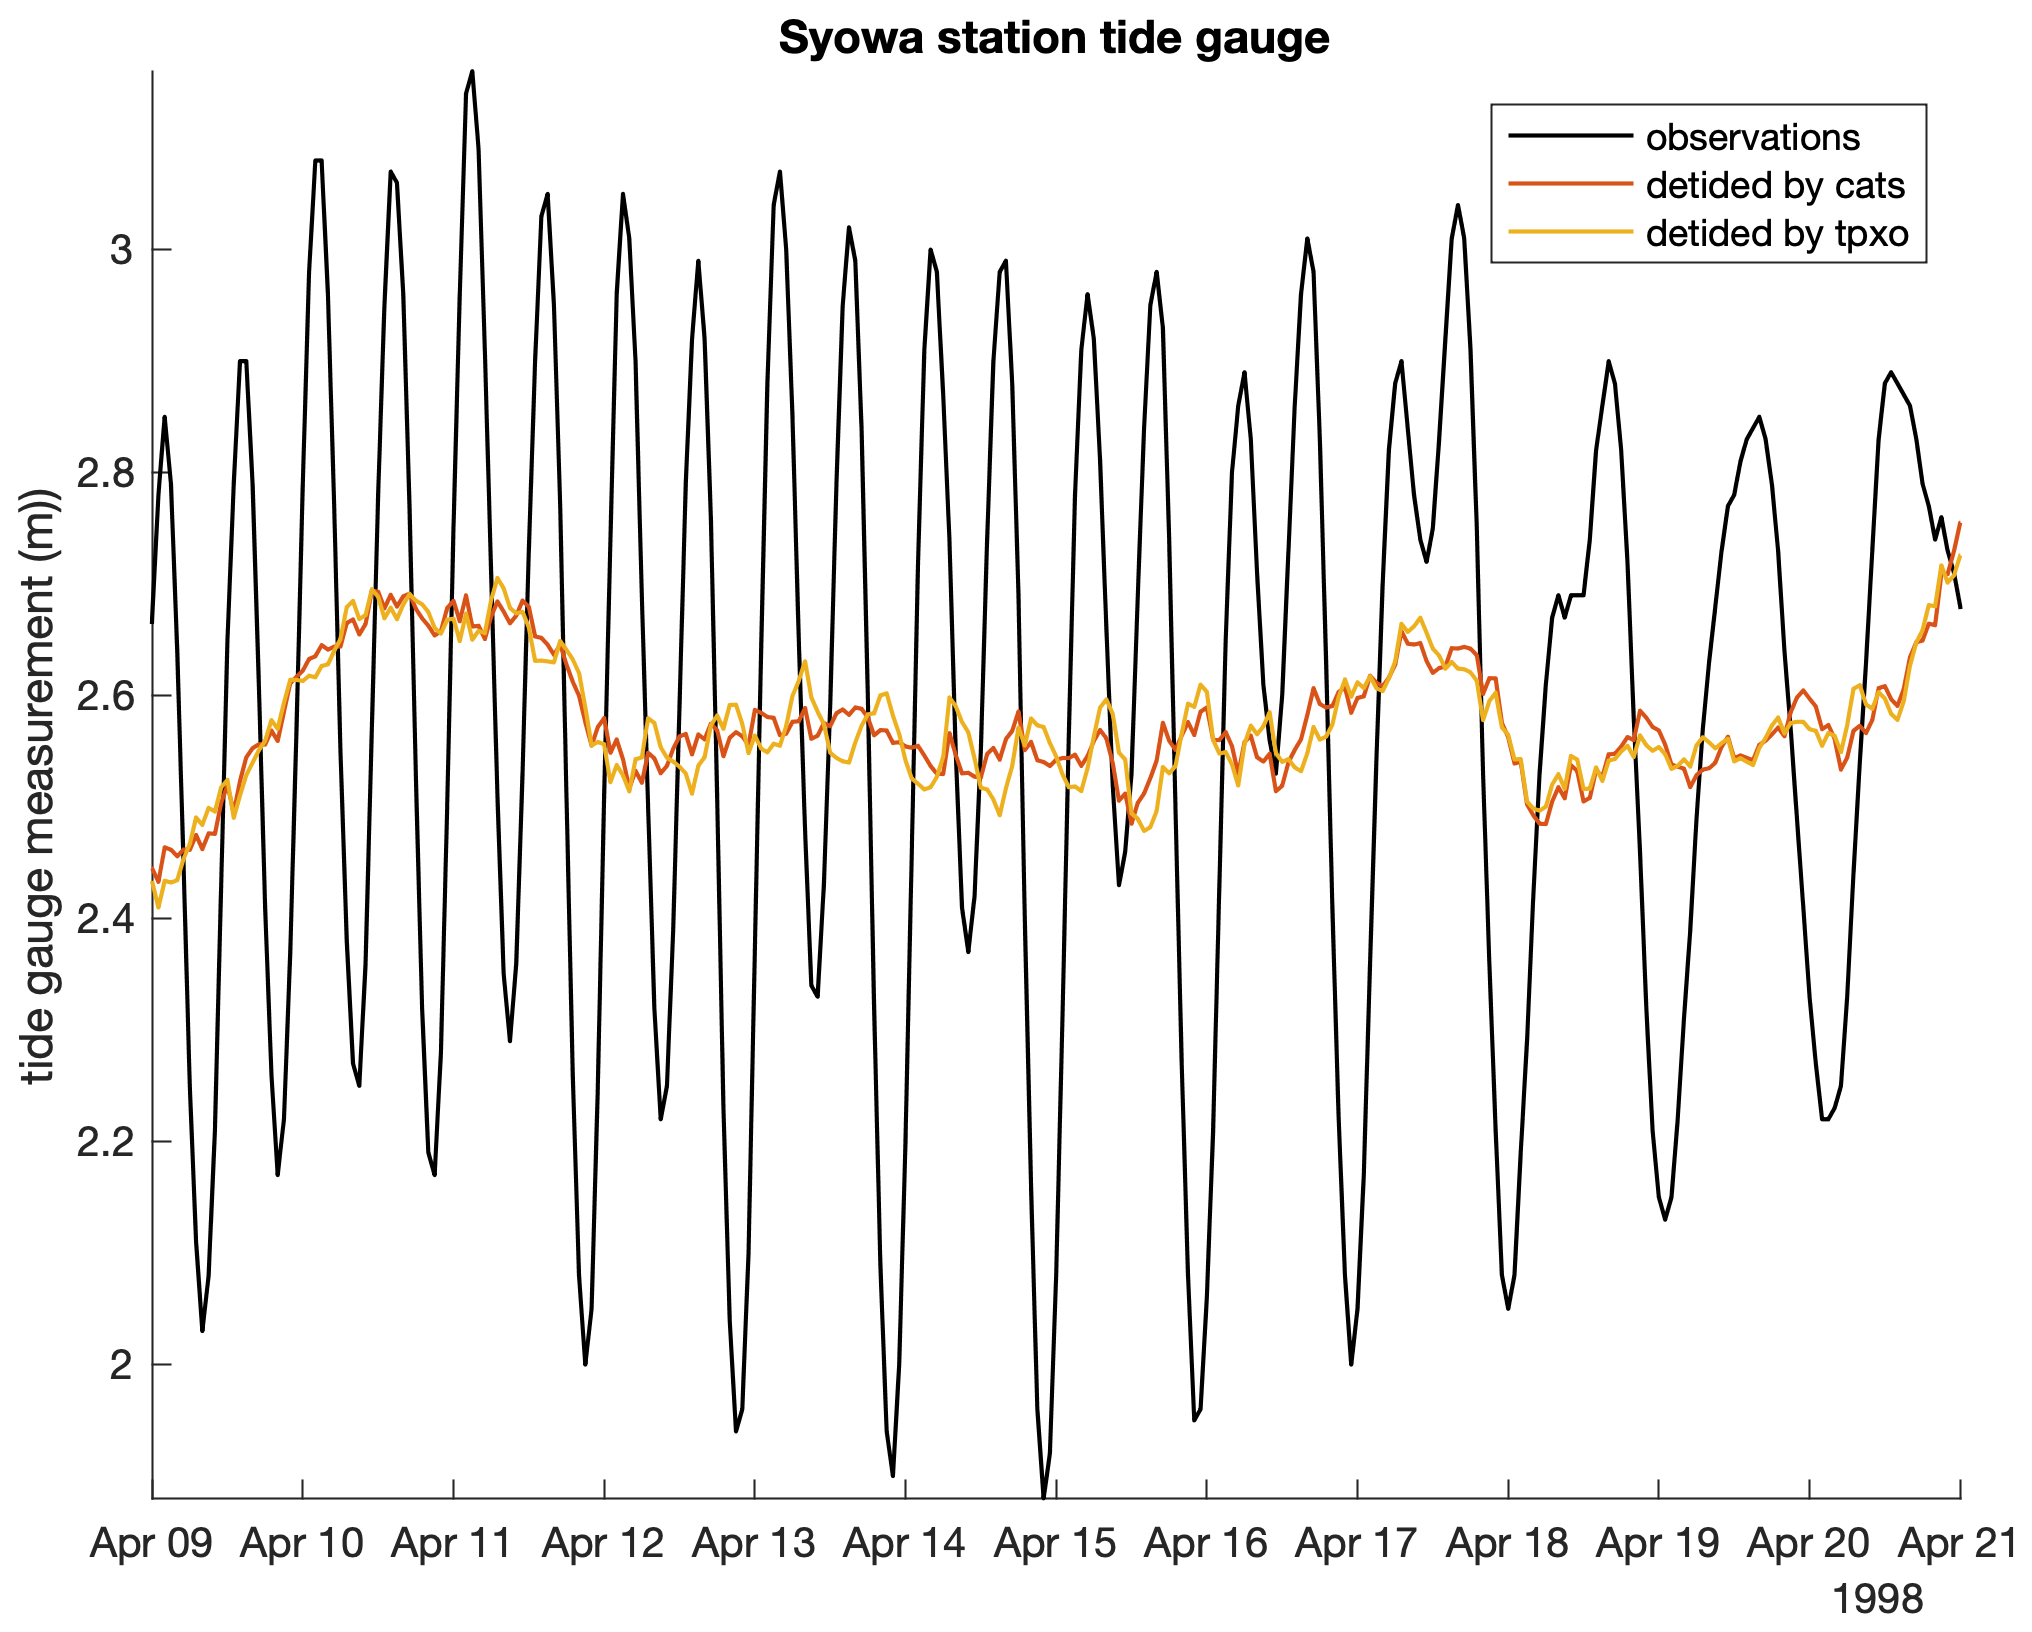 Syowa station tide gauge
observations
detided by cats
detided by tpxo
tide gauge measurement (m))
3
2.8
2.6
2.4
2.2
2
Apr 09 Apr 10 Apr 11 Apr 12 Apr 13 Apr 14 Apr 15 Apr 16 Apr 17 Apr 18 Apr 19 Apr 20 Apr 21
1998